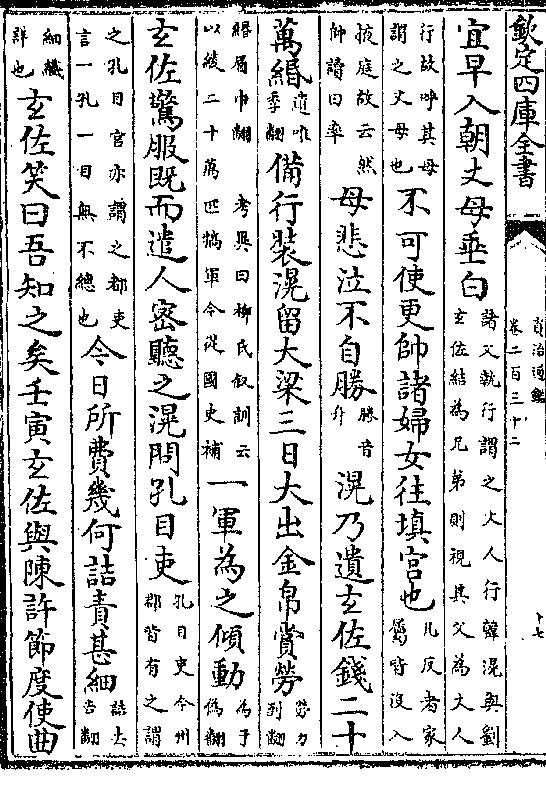 欽定四庫全書
資治通鑑
卷二百三十二
十七
宜早入朝丈母垂白諸父執行謂之丈人行韓滉與劉玄佐結為兄弟則視其父為丈人
行故呼其母謂之丈母也不可使更帥諸婦女往填宮也凡反者家屬皆沒入
掖庭故云然帥讀曰率母悲泣不自勝勝音升滉乃遺玄佐錢二十
萬緡遺唯季翻備行裝滉留大梁三日大出金帛賞勞勞力到翻
緡眉巾翻考異曰柳氏叙訓云以綾二十萬匹犒軍今從國史補一軍為之傾動為于偽翻
玄佐驚服既而遣人密聽之滉問孔目吏孔目吏今州郡皆有之謂
之孔目官亦謂之都吏言一孔一目無不總也今日所費幾何詰責甚細詰去吉翻
細纖詳也玄佐笑曰吾知之矣壬寅玄佐與陳許節度使曲